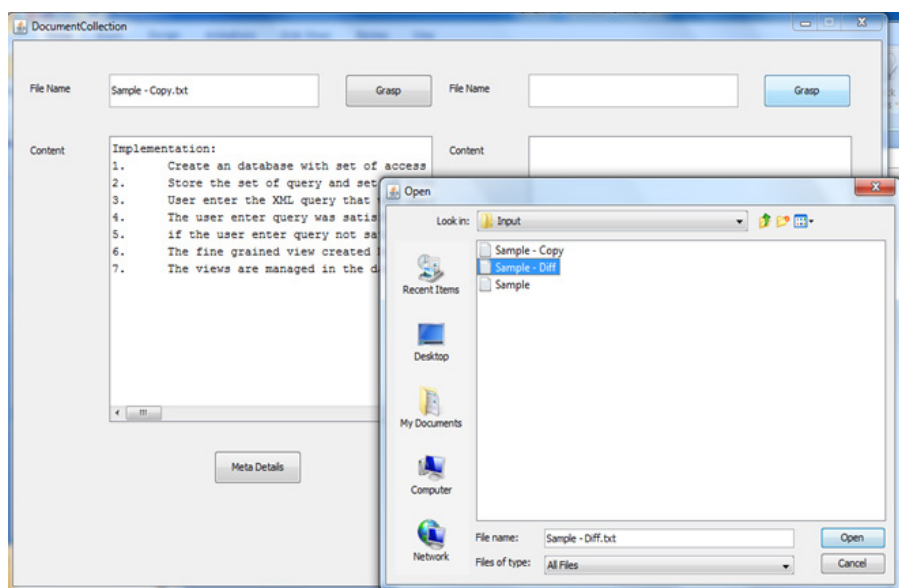 DocumentCollection
File Name
Sample - Copy.txt
Grasp
File Name
Grasp
Content
Implementation:
1. Create an database with set of access
2. Store the set of query and set
3. User enter the XML query that
4. The user enter query was satis
5. if the user enter query not sa
6. The fine grained view created
7. The views are managed in the d
Content
Meta Details
Open
Look in:
Input
Sample - Copy
Sample - Diff
Sample
Recent Items
Desktop
My Documents
Computer
Network
File name:
Sample - Diff.txt
Open
Files of type:
All Files
Cancel